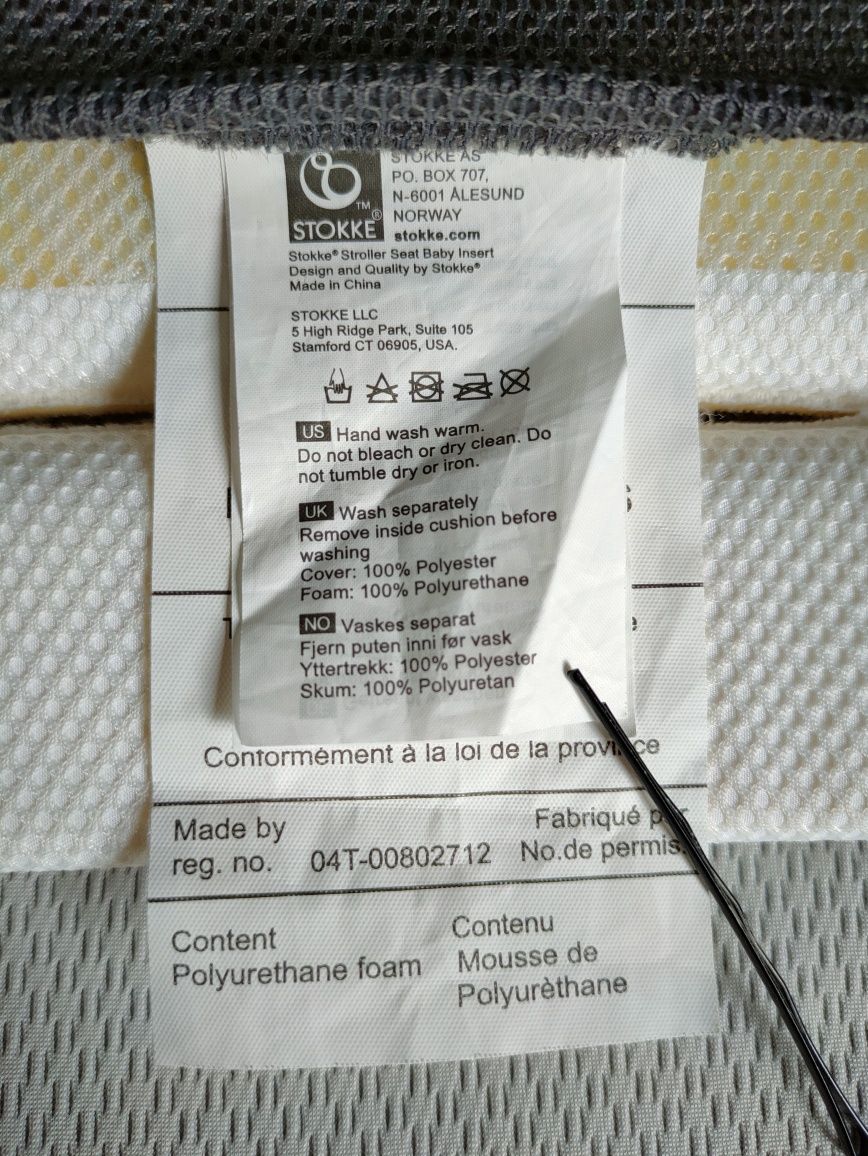 STOKKE AS
PO. BOX 707,
N-6001 ÅLESUND
NORWAY
stokke.com
TM
STOKKE®
Stokke® Stroller Seat Baby Insert
Design and Quality by Stokke®
Made in China
STOKKE LLC
5 High Ridge Park, Suite 105
Stamford CT 06905, USA.
US Hand wash warm.
Do not bleach or dry clean. Do
not tumble dry or iron.
UK Wash separately
Remove inside cushion before
washing
Cover: 100% Polyester
Foam: 100% Polyurethane
NO Vaskes separat
Fjern puten inni før vask
Yttertrekk: 100% Polyester
Skum: 100% Polyuretan
Conformément à la loi de la province
Made by
reg. no. 04T-00802712
Fabriqué par
No.de permis.
Content
Polyurethane foam
Contenu
Mousse de
Polyurèthane